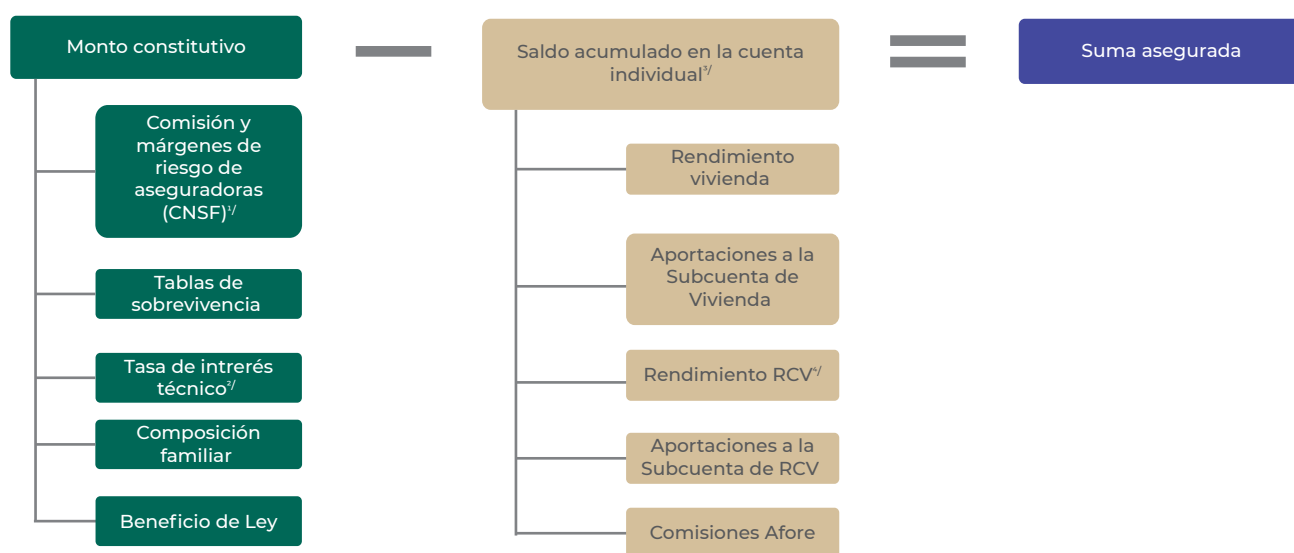 Monto constitutivo
Comisión y
márgenes de
riesgo de
aseguradoras
(CNSF)¹/
Tablas de
sobrevivencia
Tasa de intrerés
técnico²/
Composición
familiar
Beneficio de Ley
Saldo acumulado en la cuenta
individual³/
Rendimiento
vivienda
Aportaciones a la
Subcuenta de
Vivienda
Rendimiento RCV⁴/
Aportaciones a la
Subcuenta de RCV
Comisiones Afore
Suma asegurada